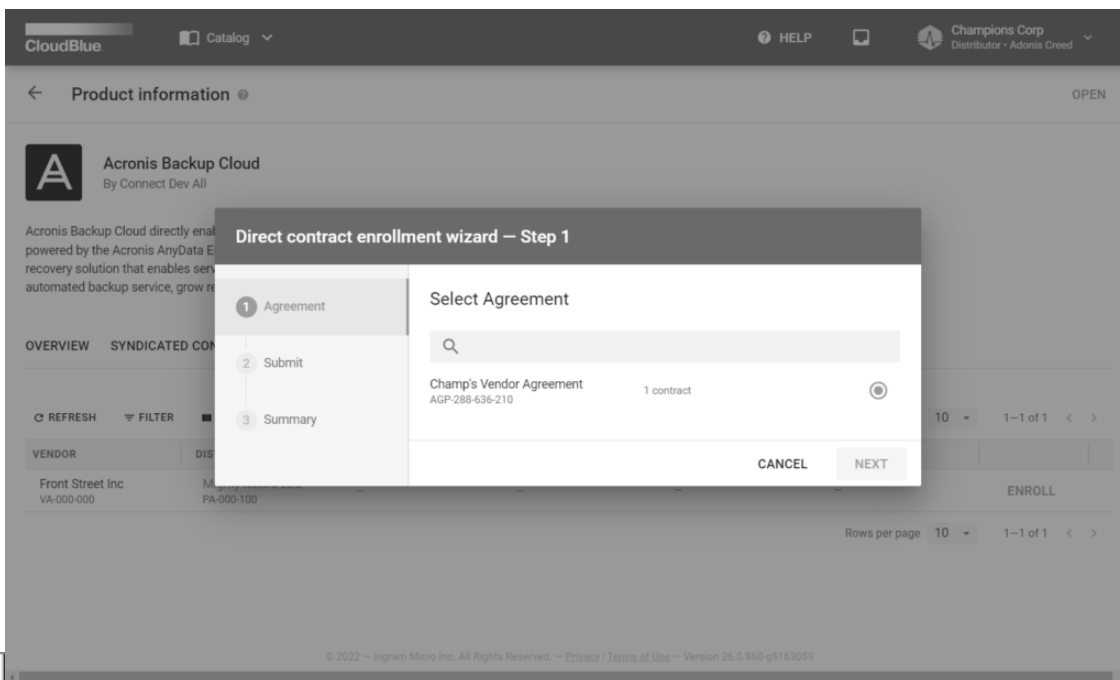 CloudBlue
Catalog
HELP
Champions Corp
Distributor • Adonis Creed
Product information
OPEN
Acronis Backup Cloud
By Connect Dev All
Acronis Backup Cloud directly
powered by the Acronis AnyData
recovery solution that enables
automated backup service, grow
Direct contract enrollment wizard — Step 1
1 Agreement
2 Submit
3 Summary
Select Agreement
Champ's Vendor Agreement
AGP-288-636-210
1 contract
CANCEL
NEXT
OVERVIEW SYNDICATED
REFRESH
FILTER
10
1–1 of 1
VENDOR
Front Street Inc
VA-000-000
PA-000-100
ENROLL
Rows per page 10 1–1 of 1
© 2022 – Ingram Micro Inc. All Rights Reserved. – Privacy | Terms of Use – Version 26.0.860-g5163059